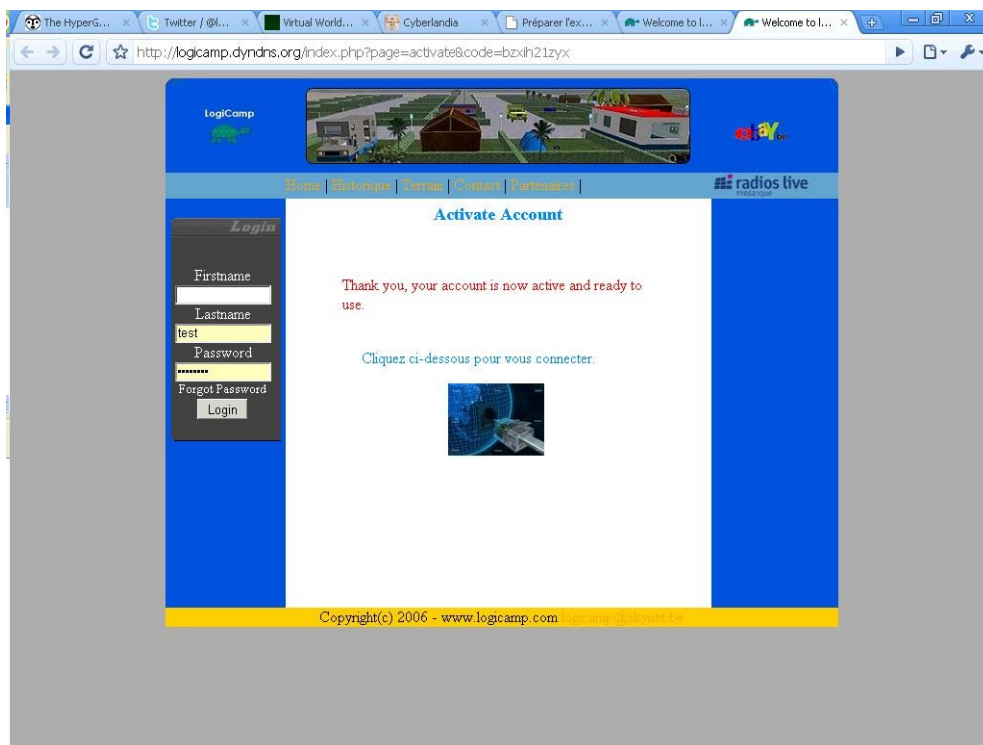 The HyperG...
Twitter / @l...
Virtual World...
Cyberlandia
Préparer l'ex...
Welcome to l...
Welcome to l...
http://logicamp.dyndns.org/index.php?page=activate&code=bzxih21zyx
LogiCamp
ebay.be
Home | Historique | Terrain | Contact | Partenaires |
radios live
mosaique
Login
Activate Account
Firstname
Thank you, your account is now active and ready to
use.
Lastname
test
Password
Cliquez ci-dessous pour vous connecter.
Forgot Password
Login
Copyright(c) 2006 - www.logicamp.com logicamp@skynet.be